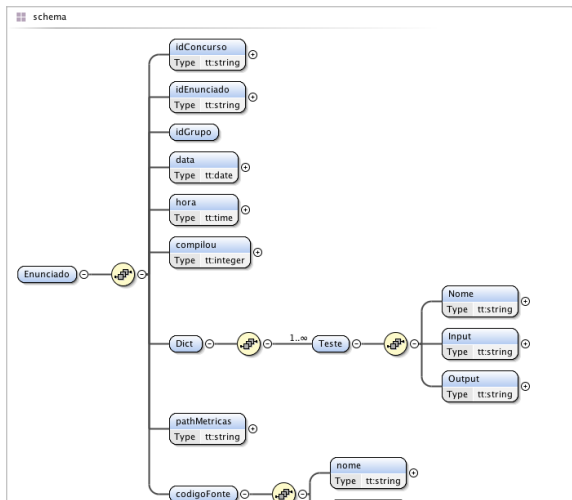 schema
idConcurso
Type tt:string
idEnunciado
Type tt:string
idGrupo
data
Type tt:date
hora
Type tt:time
compilou
Type tt:integer
Enunciado
Dict
1..∞
Teste
Nome
Type tt:string
Input
Type tt:string
Output
Type tt:string
pathMetricas
Type tt:string
codigoFonte
nome
Type tt:string